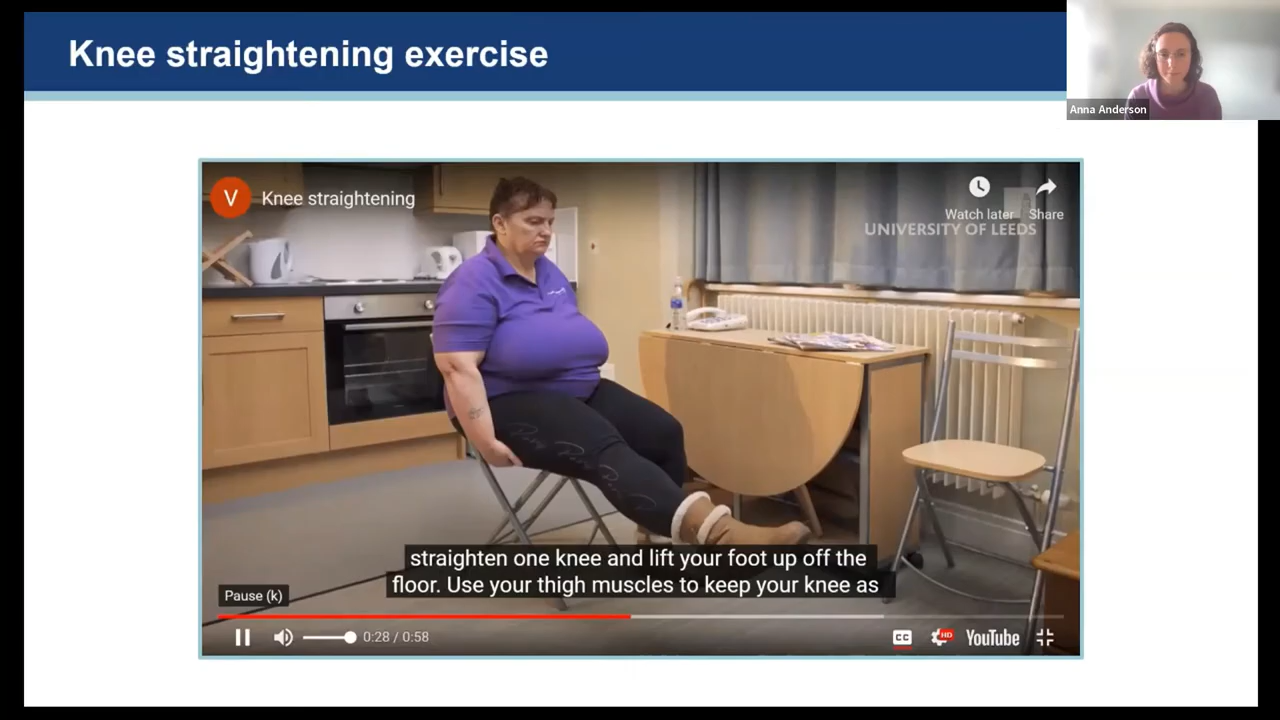 Knee straightening exercise
Anna Anderson
V
Knee straightening
Watch later
Share
UNIVERSITY OF LEEDS
straighten one knee and lift your foot up off the
floor. Use your thigh muscles to keep your knee as
Pause (k)
0:28 / 0:58
CC
HD
YouTube